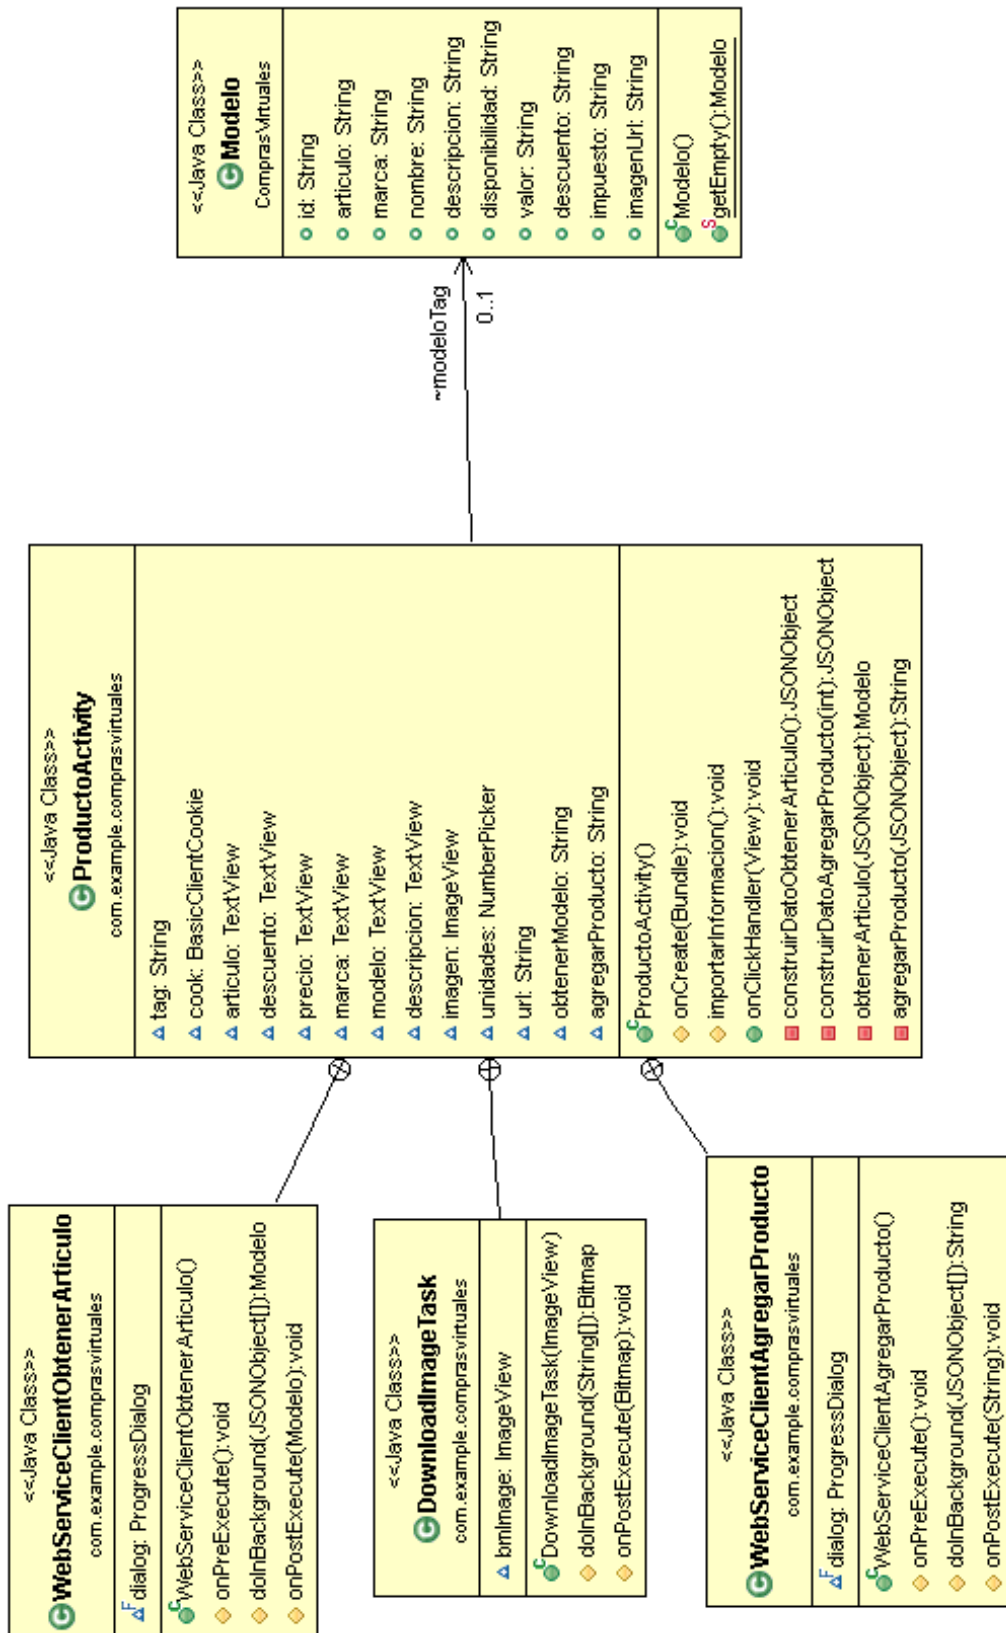 <<Java Class>>
WebServiceClientObtenerArticulo
com.example.comprasvirtuales
dialog: ProgressDialog
WebServiceClientObtenerArticulo()
onPreExecute():void
doInBackground(JSONObject[]):Modelo
onPostExecute(Modelo):void
<<Java Class>>
DownloadImageTask
com.example.comprasvirtuales
bmImage: ImageView
DownloadImageTask(ImageView)
doInBackground(String[]):Bitmap
onPostExecute(Bitmap):void
<<Java Class>>
WebServiceClientAgregarProducto
com.example.comprasvirtuales
dialog: ProgressDialog
WebServiceClientAgregarProducto()
onPreExecute():void
doInBackground(JSONObject[]):String
onPostExecute(String):void
<<Java Class>>
ProductoActivity
com.example.comprasvirtuales
tag: String
cook: BasicClientCookie
articulo: TextView
descuento: TextView
precio: TextView
marca: TextView
modelo: TextView
descripcion: TextView
imagen: ImageView
unidades: NumberPicker
url: String
obtenerModelo: String
agregarProducto: String
ProductoActivity()
onCreate(Bundle):void
importarInformacion():void
onClickHandler(View):void
construirDatoObtenerArticulo():JSONObject
construirDatoAgregarProducto(int):JSONObject
obtenerArticulo(JSONObject):Modelo
agregarProducto(JSONObject):String
~modeloTag
0..1
<<Java Class>>
Modelo
ComprasVirtuales
id: String
articulo: String
marca: String
nombre: String
descripcion: String
disponibilidad: String
valor: String
descuento: String
impuesto: String
imagenUrl: String
Modelo()
getEmpty():Modelo